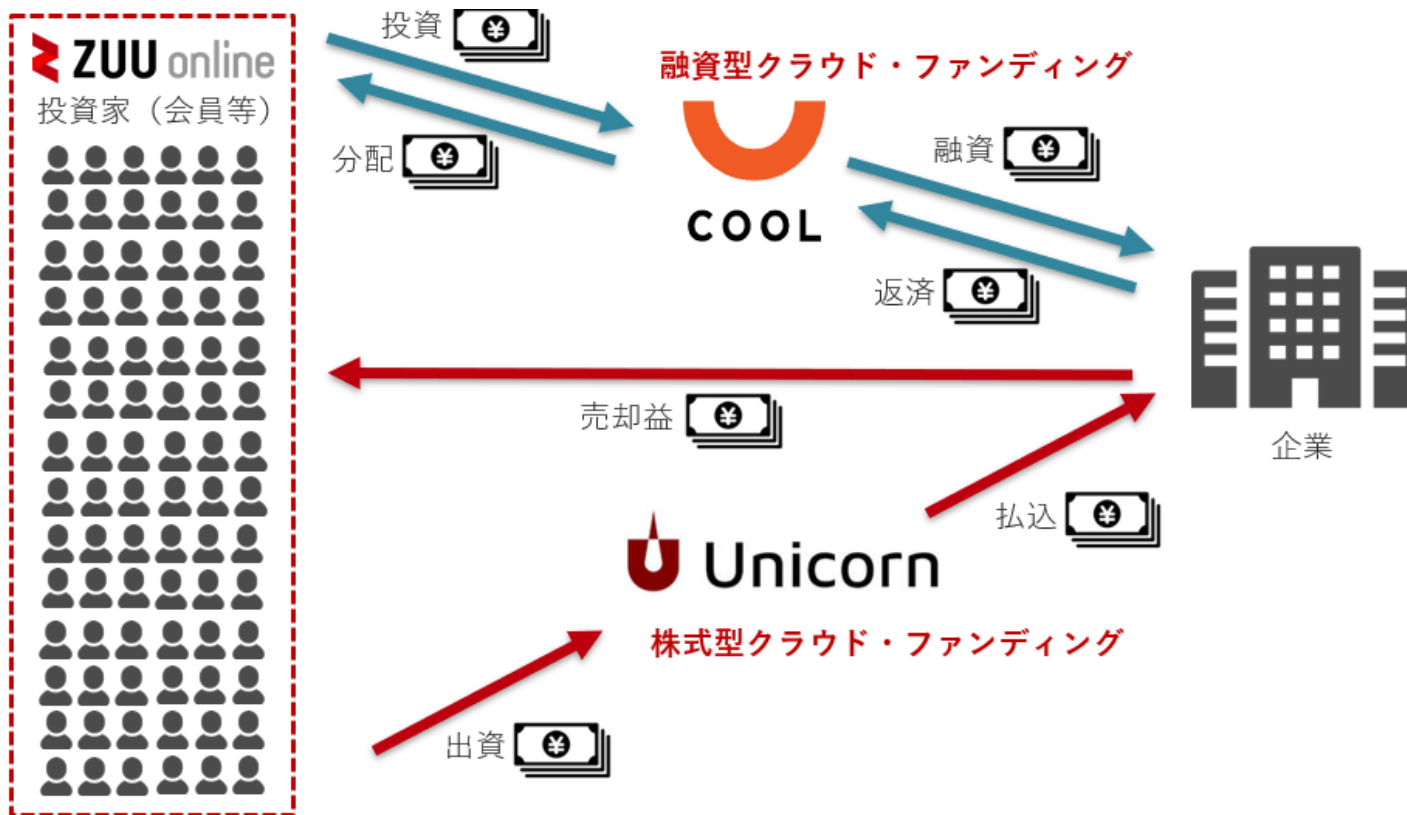 ZUU online
投資家（会員等）
投資 ¥
分配 ¥
融資型クラウド・ファンディング
COOL
融資 ¥
返済 ¥
売却益 ¥
企業
払込 ¥
Unicorn
株式型クラウド・ファンディング
出資 ¥